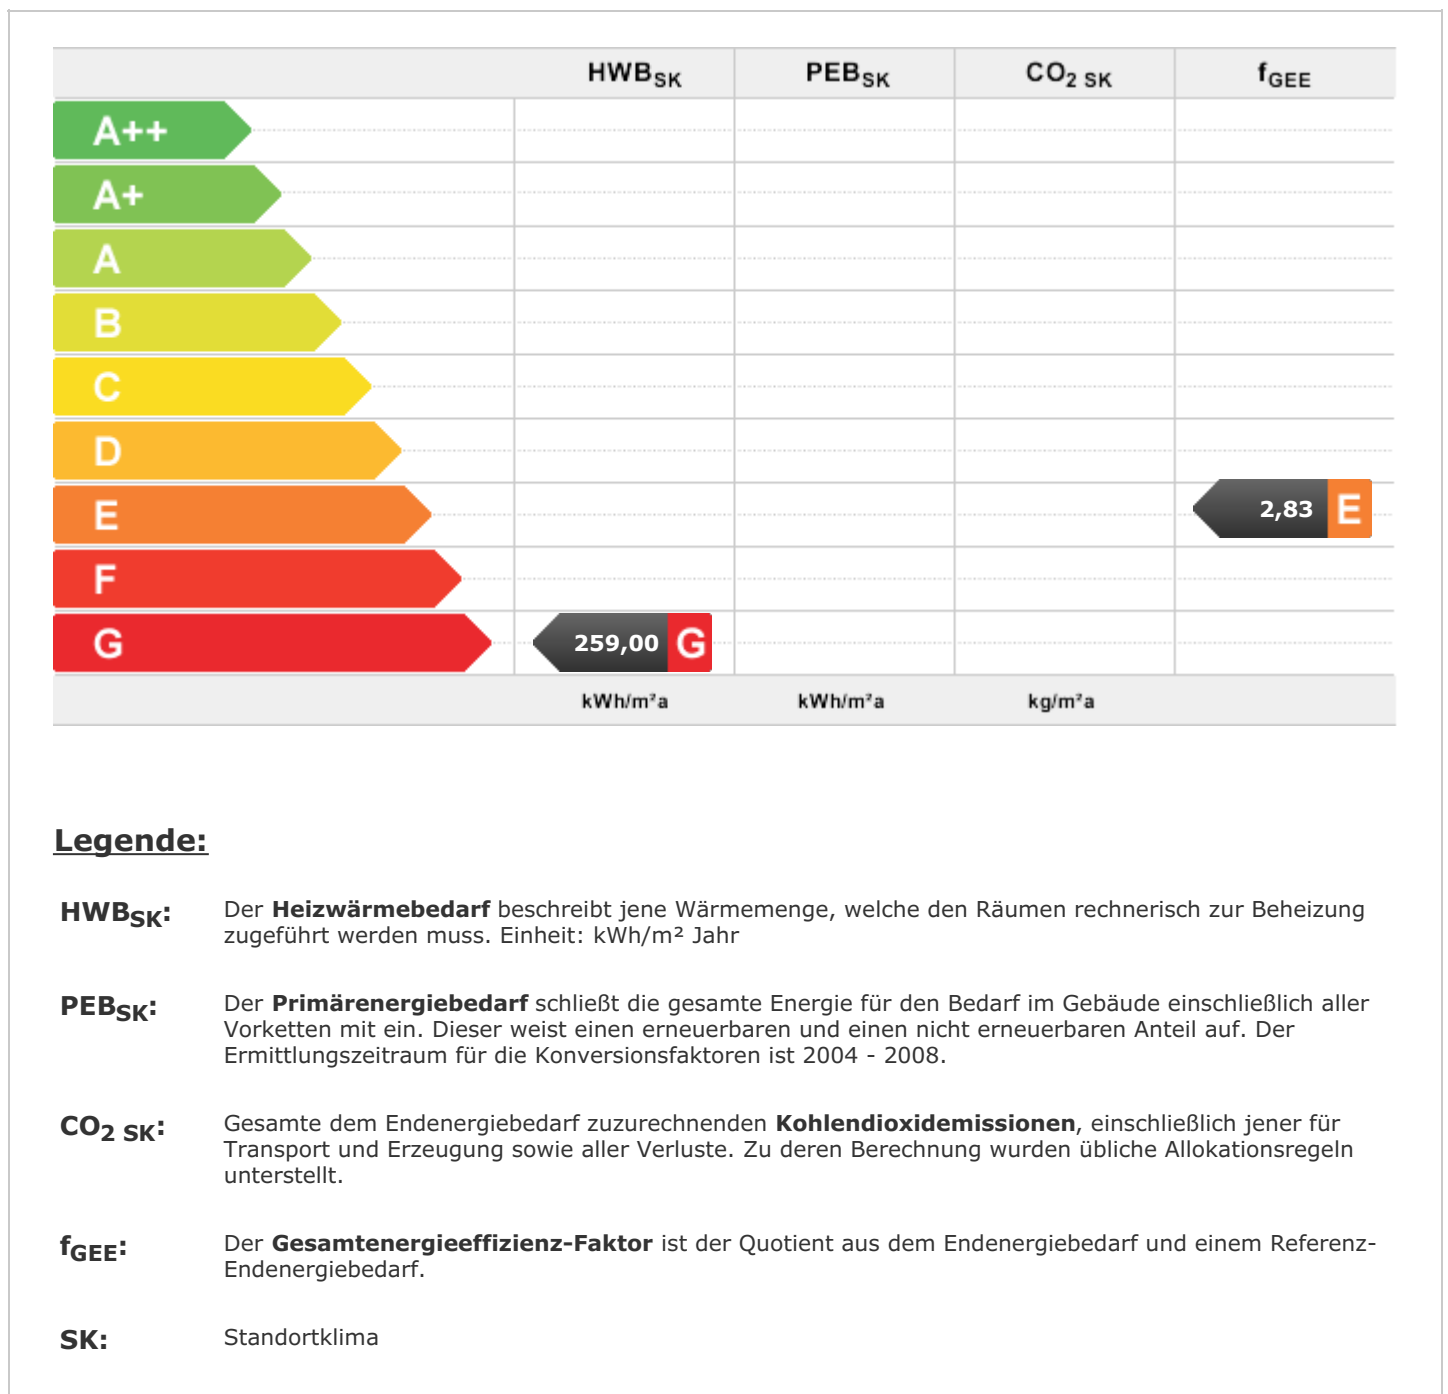 HWBSK PEBSK CO2 SK fGEE
A++
A+
A
B
C
D
E 2,83 E
F
G 259,00 G
kWh/m²a kWh/m²a kg/m²a
Legende:
HWBSK: Der Heizwärmebedarf beschreibt jene Wärmemenge, welche den Räumen rechnerisch zur Beheizung
zugeführt werden muss. Einheit: kWh/m² Jahr
PEBSK: Der Primärenergiebedarf schließt die gesamte Energie für den Bedarf im Gebäude einschließlich aller
Vorketten mit ein. Dieser weist einen erneuerbaren und einen nicht erneuerbaren Anteil auf. Der
Ermittlungszeitraum für die Konversionsfaktoren ist 2004 - 2008.
CO2 SK: Gesamte dem Endenergiebedarf zuzurechnenden Kohlendioxidemissionen, einschließlich jener für
Transport und Erzeugung sowie aller Verluste. Zu deren Berechnung wurden übliche Allokationsregeln
unterstellt.
fGEE: Der Gesamtenergieeffizienz-Faktor ist der Quotient aus dem Endenergiebedarf und einem Referenz-
Endenergiebedarf.
SK: Standortklima